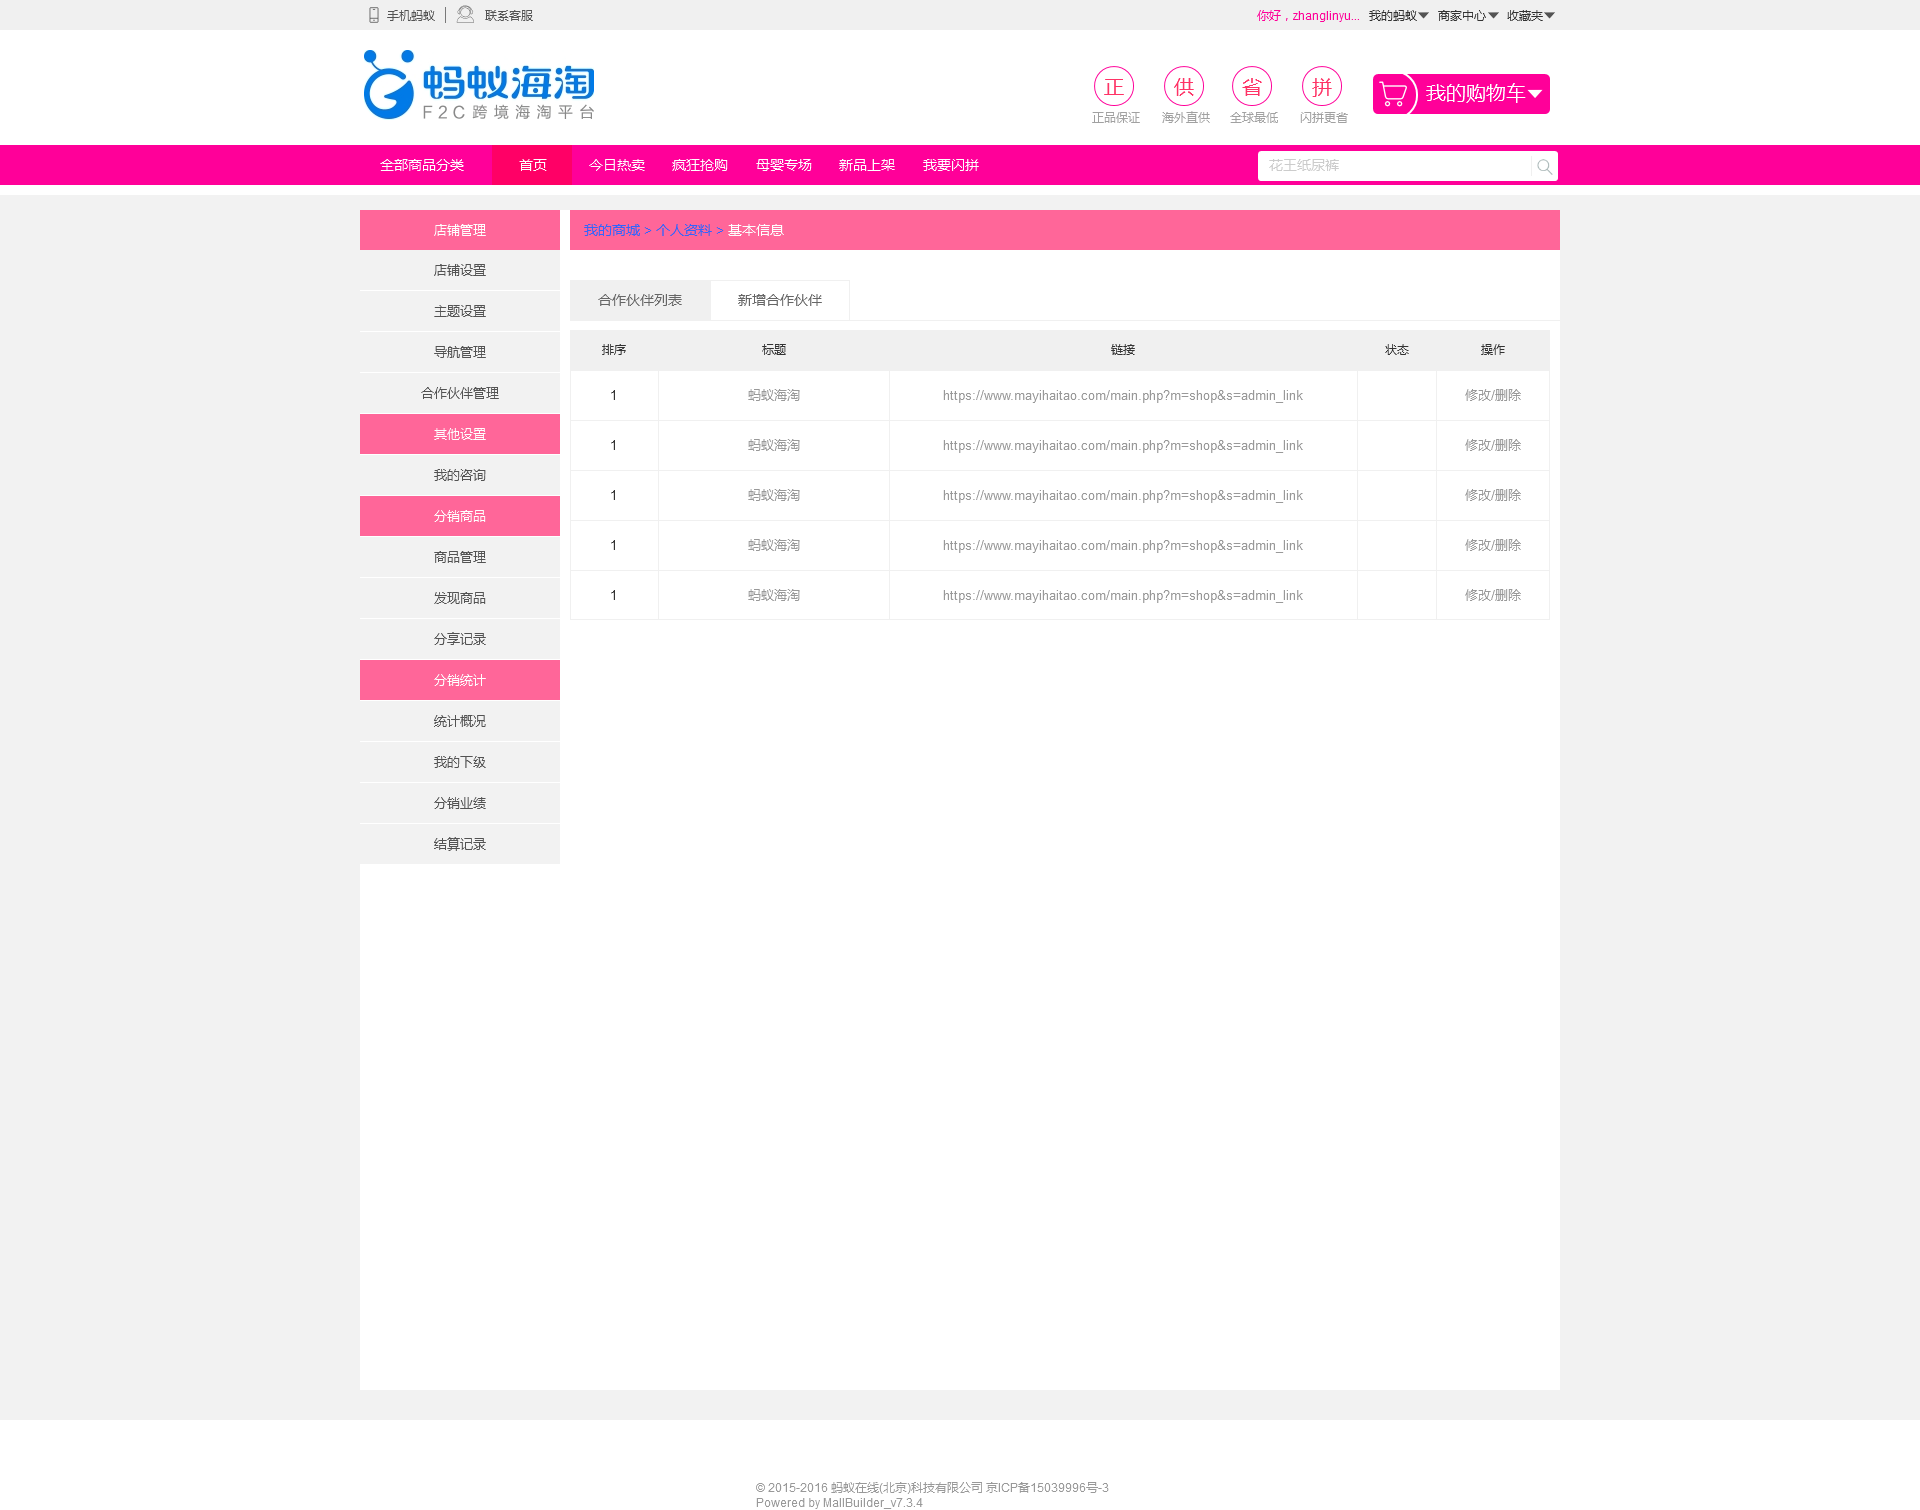 手机蚂蚁 联系客服 你好，zhanglinyu... 我的蚂蚁 商家中心 收藏夹
蚂蚁海淘
F2C跨境海淘平台
正 供 省 拼 我的购物车
正品保证 海外直供 全球最低 闪拼更省
全部商品分类 首页 今日热卖 疯狂抢购 母婴专场 新品上架 我要闪拼 花王纸尿裤
店铺管理
店铺设置
主题设置
导航管理
合作伙伴管理
其他设置
我的咨询
分销商品
商品管理
发现商品
分享记录
分销统计
统计概况
我的下级
分销业绩
结算记录
我的商城 > 个人资料 > 基本信息
合作伙伴列表 新增合作伙伴
排序 标题 链接 状态 操作
1 蚂蚁海淘 https://www.mayihaitao.com/main.php?m=shop&s=admin_link 修改/删除
1 蚂蚁海淘 https://www.mayihaitao.com/main.php?m=shop&s=admin_link 修改/删除
1 蚂蚁海淘 https://www.mayihaitao.com/main.php?m=shop&s=admin_link 修改/删除
1 蚂蚁海淘 https://www.mayihaitao.com/main.php?m=shop&s=admin_link 修改/删除
1 蚂蚁海淘 https://www.mayihaitao.com/main.php?m=shop&s=admin_link 修改/删除
© 2015-2016 蚂蚁在线(北京)科技有限公司 京ICP备15039996号-3
Powered by MallBuilder_v7.3.4